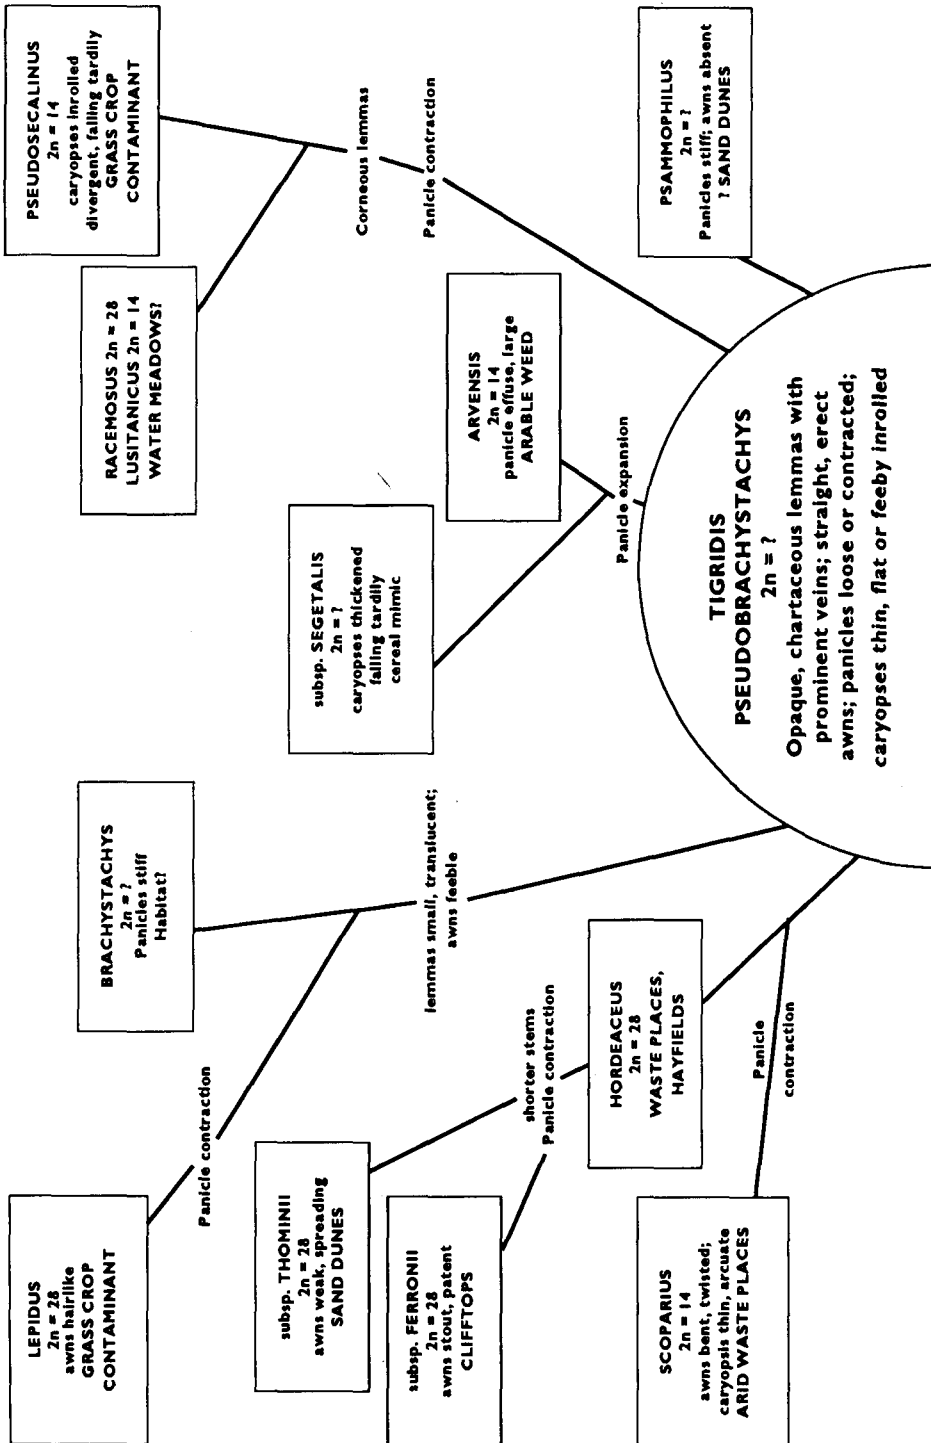 LEPIDUS
2n = 28
awns hairlike
GRASS CROP
CONTAMINANT
Panicle contraction
BRACHYSTACHYS
2n = ?
Panicles stiff
Habitat?
lemmas small, translucent;
awns feeble
RACEMOSUS 2n = 28
LUSITANICUS 2n = 14
WATER MEADOWS?
PSEUDOSECALINUS
2n = 14
caryopses inrolled
divergent, falling tardily
GRASS CROP
CONTAMINANT
Corneous lemmas
Panicle contraction
subsp. THOMINII
2n = 28
awns weak, spreading
SAND DUNES
subsp. FERRONII
2n = 28
awns stout, patent
CLIFFTOPS
shorter stems
Panicle contraction
HORDEACEUS
2n = 28
WASTE PLACES,
HAYFIELDS
subsp. SEGETALIS
2n = ?
caryopses thickened
falling tardily
cereal mimic
ARVENSIS
2n = 14
panicle effuse, large
ARABLE WEED
Panicle expansion
SCOPARIUS
2n = 14
awns bent, twisted;
caryopsis thin, arcuate
ARID WASTE PLACES
Panicle
contraction
TIGRIDIS
PSEUDOBRACHYSTACHYS
2n = ?
Opaque, chartaceous lemmas with
prominent veins; straight, erect
awns; panicles loose or contracted;
caryopses thin, flat or feeby inrolled
PSAMMOPHILUS
2n = ?
Panicles stiff; awns absent
? SAND DUNES